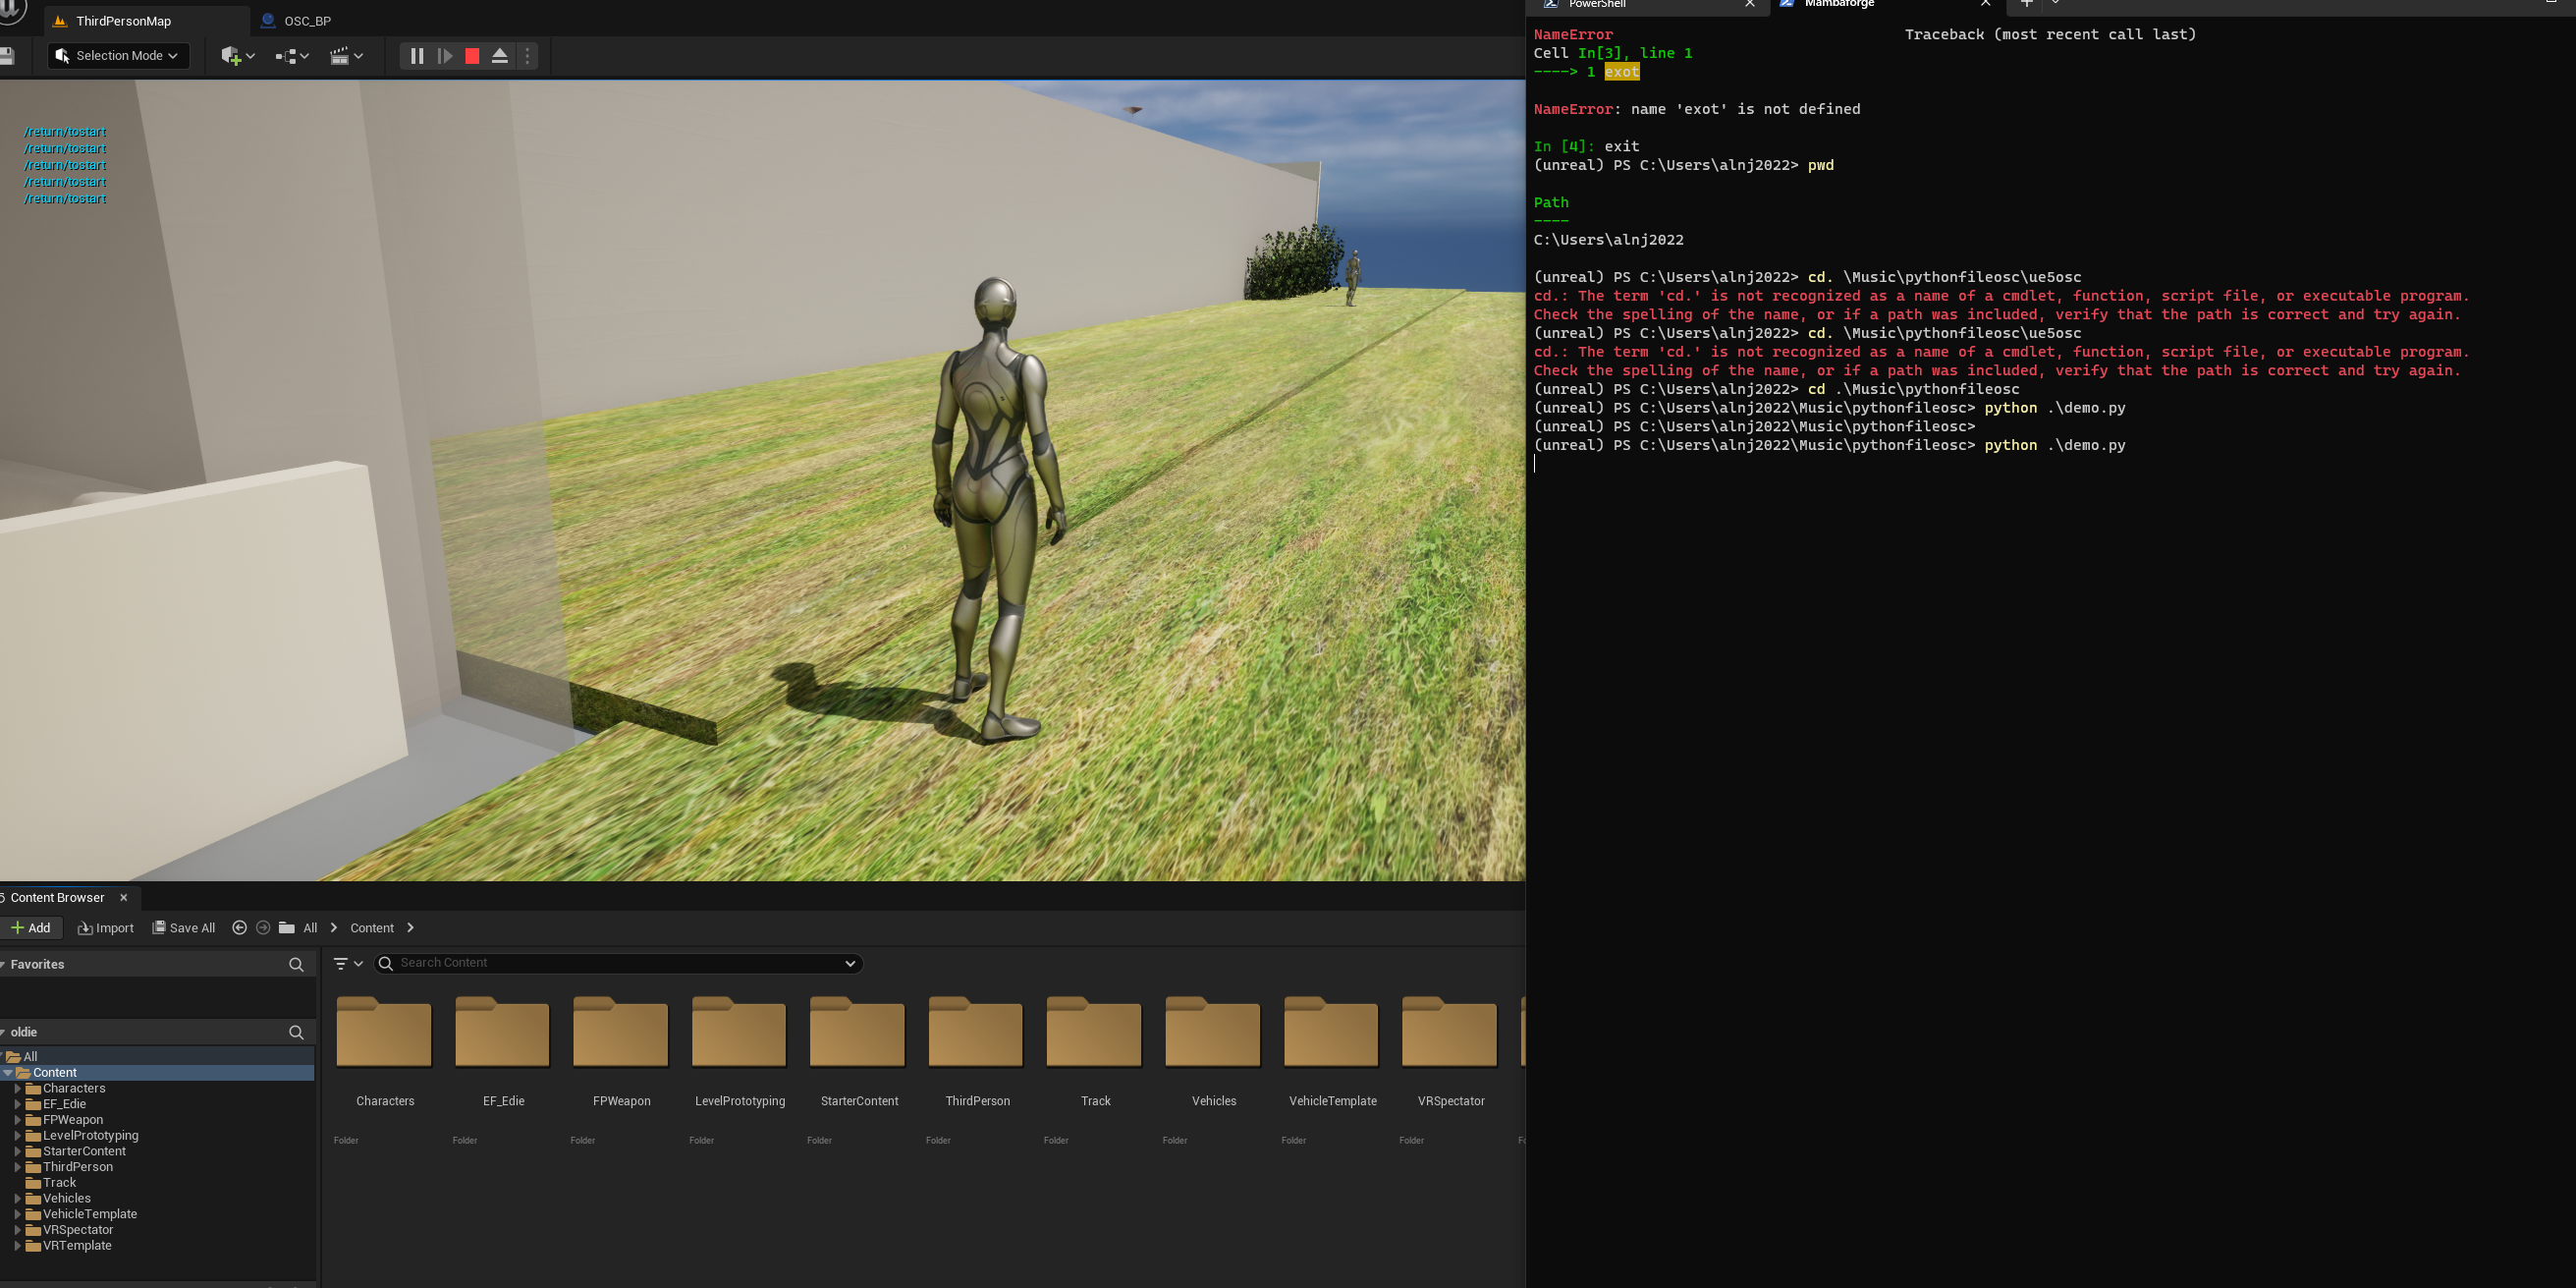 ThirdPersonMap
OSC_BP
Selection Mode
/return/tostart
/return/tostart
/return/tostart
/return/tostart
/return/tostart
Content Browser
Add
Import
Save All
All
Content
Favorites
Search Content
oldie
All
Content
Characters
EF_Edie
FPWeapon
LevelPrototyping
StarterContent
ThirdPerson
Track
Vehicles
VehicleTemplate
VRSpectator
VRTemplate
Characters
EF_Edie
FPWeapon
LevelPrototyping
StarterContent
ThirdPerson
Track
Vehicles
VehicleTemplate
VRSpectator
Folder
Folder
Folder
Folder
Folder
Folder
Folder
Folder
Folder
Folder
PowerShell
Mambaforge
NameError Traceback (most recent call last)
Cell In[3], line 1
----> 1 exot
NameError: name 'exot' is not defined
In [4]: exit
(unreal) PS C:\Users\alnj2022> pwd
Path
----
C:\Users\alnj2022
(unreal) PS C:\Users\alnj2022> cd. \Music\pythonfileosc\ue5osc
cd.: The term 'cd.' is not recognized as a name of a cmdlet, function, script file, or executable program.
Check the spelling of the name, or if a path was included, verify that the path is correct and try again.
(unreal) PS C:\Users\alnj2022> cd. \Music\pythonfileosc\ue5osc
cd.: The term 'cd.' is not recognized as a name of a cmdlet, function, script file, or executable program.
Check the spelling of the name, or if a path was included, verify that the path is correct and try again.
(unreal) PS C:\Users\alnj2022> cd .\Music\pythonfileosc
(unreal) PS C:\Users\alnj2022\Music\pythonfileosc> python .\demo.py
(unreal) PS C:\Users\alnj2022\Music\pythonfileosc>
(unreal) PS C:\Users\alnj2022\Music\pythonfileosc> python .\demo.py